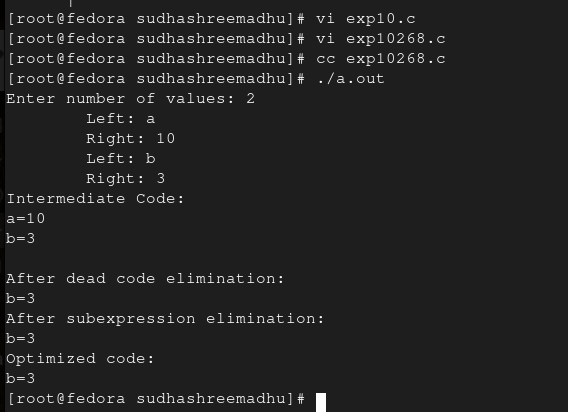 [root@fedora sudhashreemadhu]# vi exp10.c
[root@fedora sudhashreemadhu]# vi exp10268.c
[root@fedora sudhashreemadhu]# cc exp10268.c
[root@fedora sudhashreemadhu]# ./a.out
Enter number of values: 2
        Left: a
        Right: 10
        Left: b
        Right: 3
Intermediate Code:
a=10
b=3

After dead code elimination:
b=3
After subexpression elimination:
b=3
Optimized code:
b=3
[root@fedora sudhashreemadhu]#